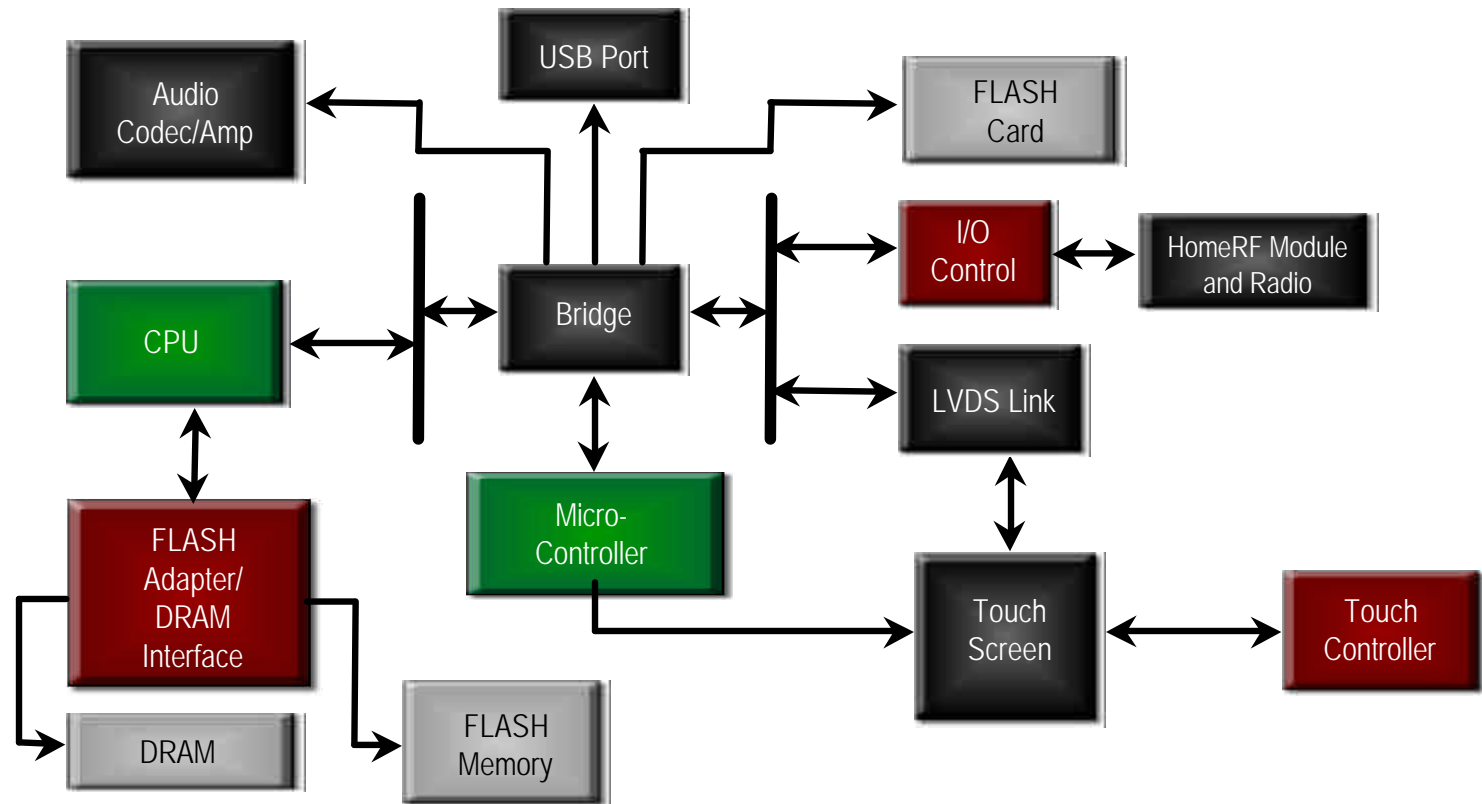 USB Port
Audio
Codec/Amp
FLASH
Card
I/O
Control
HomeRF Module
and Radio
Bridge
CPU
LVDS Link
Micro-
Controller
FLASH
Adapter/
DRAM
Interface
Touch
Screen
Touch
Controller
DRAM
FLASH
Memory